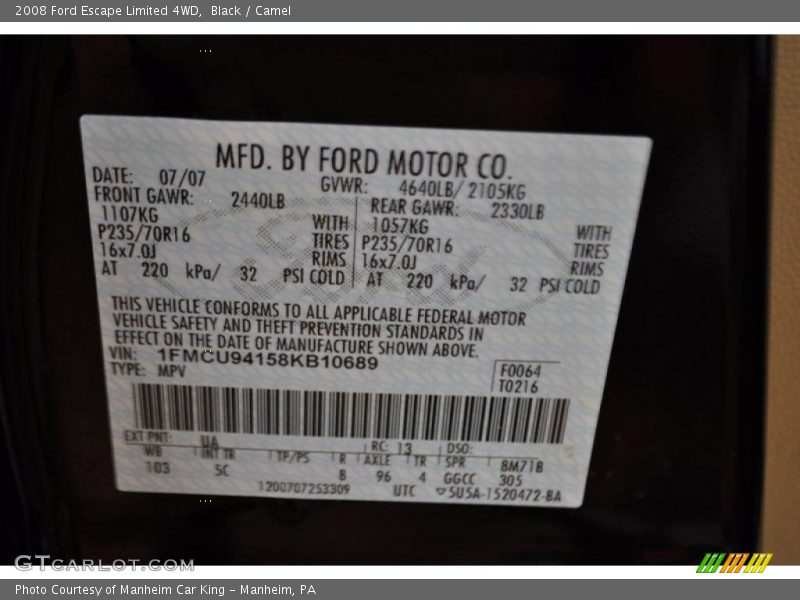 2008 Ford Escape Limited 4WD, Black / Camel
MFD. BY FORD MOTOR CO.
DATE: 07/07 GVWR: 4640LB/ 2105KG
FRONT GAWR: 2440LB REAR GAWR: 2330LB
1107KG WITH 1057KG WITH
P235/70R16 TIRES P235/70R16 TIRES
16x7.0J RIMS 16x7.0J RIMS
AT 220 kPa/ 32 PSI COLD AT 220 kPa/ 32 PSI COLD
THIS VEHICLE CONFORMS TO ALL APPLICABLE FEDERAL MOTOR
VEHICLE SAFETY AND THEFT PREVENTION STANDARDS IN
EFFECT ON THE DATE OF MANUFACTURE SHOWN ABOVE.
VIN: 1FMCU94158KB10689
TYPE: MPV
F0064
T0216
EXT PNT: UA RC: 13 DSO:
WB INT TR TP/PS R AXLE TR SPR 8M718
103 5C 8 96 4 GGCC 305
1200707253309 UTC 5U5A-1520472-BA
Ford
GTCARLOT.COM
Photo Courtesy of Manheim Car King - Manheim, PA